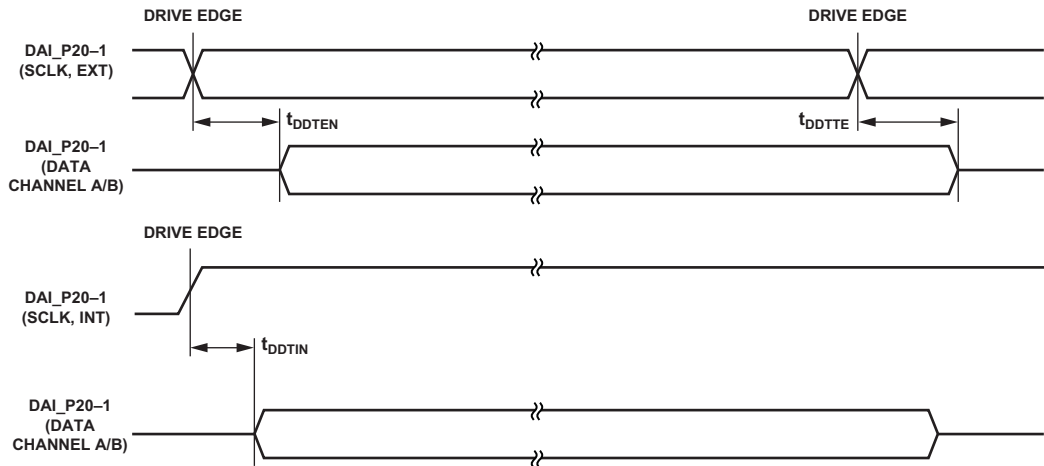 DRIVE EDGE DRIVE EDGE
DAI_P20–1
(SCLK, EXT)
tDDTEN tDDTTE
DAI_P20–1
(DATA
CHANNEL A/B)
DRIVE EDGE
DAI_P20–1
(SCLK, INT)
tDDTIN
DAI_P20–1
(DATA
CHANNEL A/B)